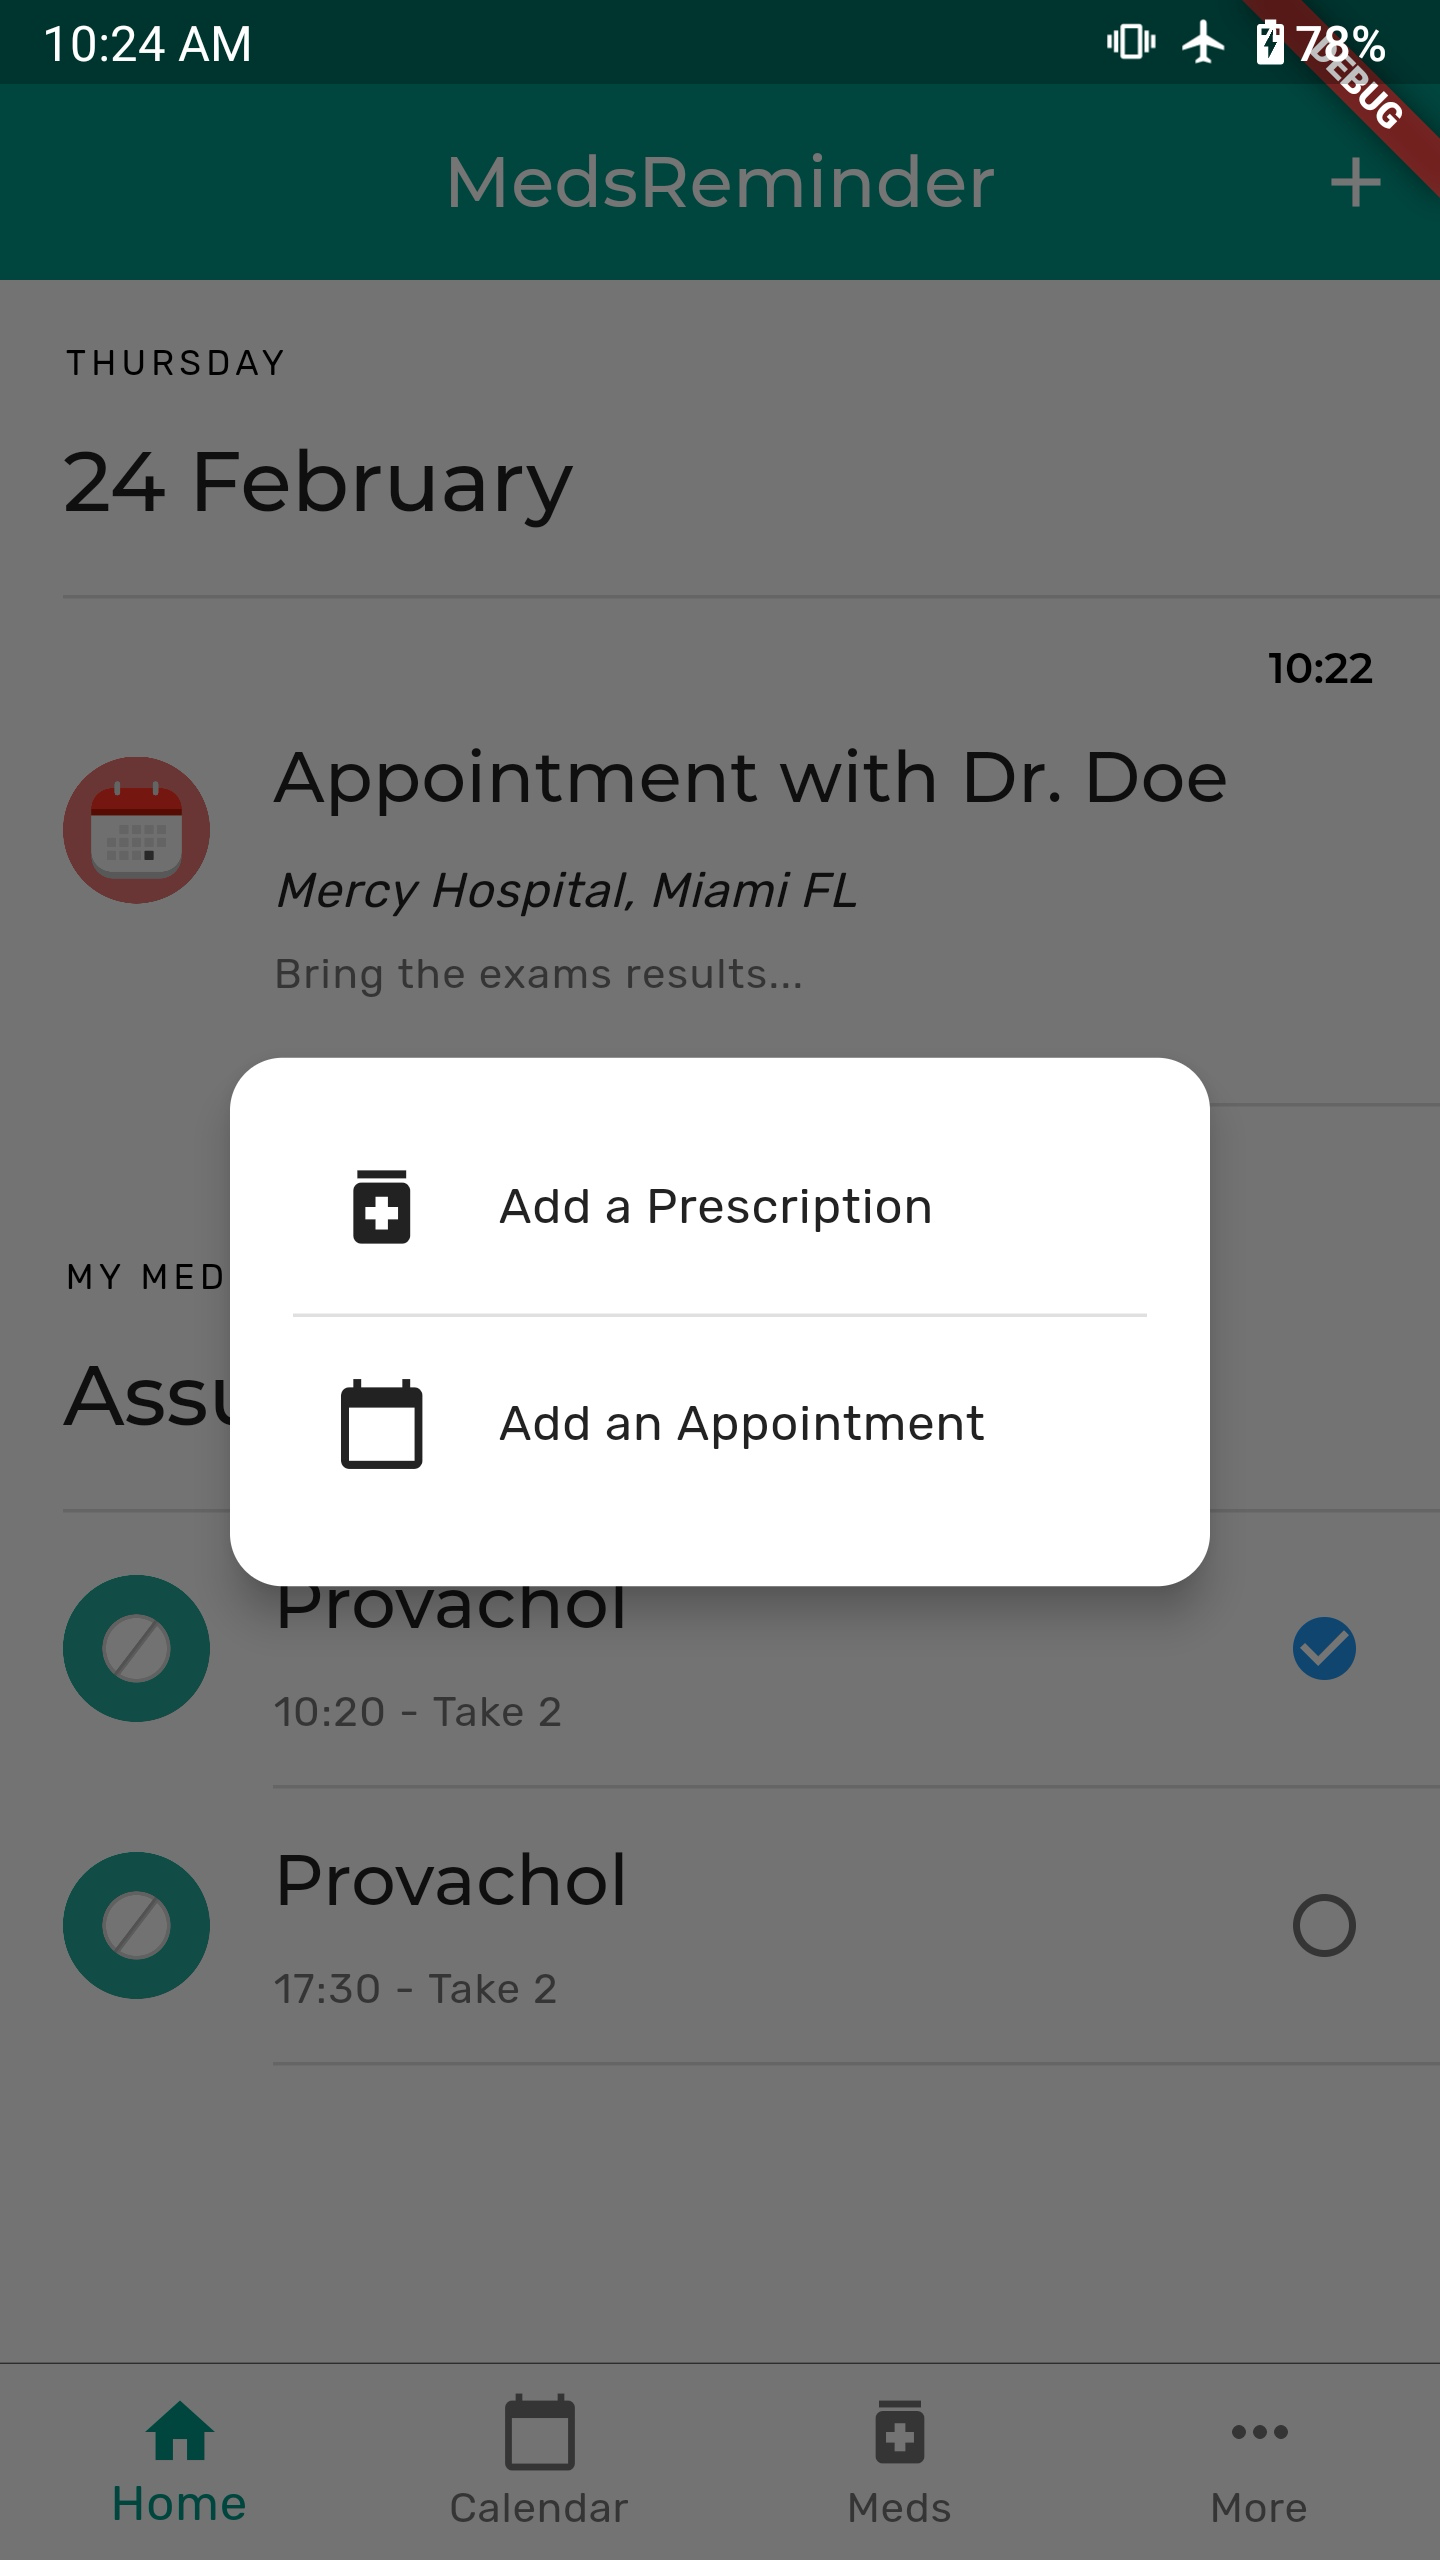 10:24 AM 78%
DEBUG
MedsReminder
THURSDAY
24 February
10:22
Appointment with Dr. Doe
Mercy Hospital, Miami FL
Bring the exams results...
Add a Prescription
MY MED
Assu
Add an Appointment
Provachol
10:20 - Take 2
Provachol
17:30 - Take 2
Home Calendar Meds More